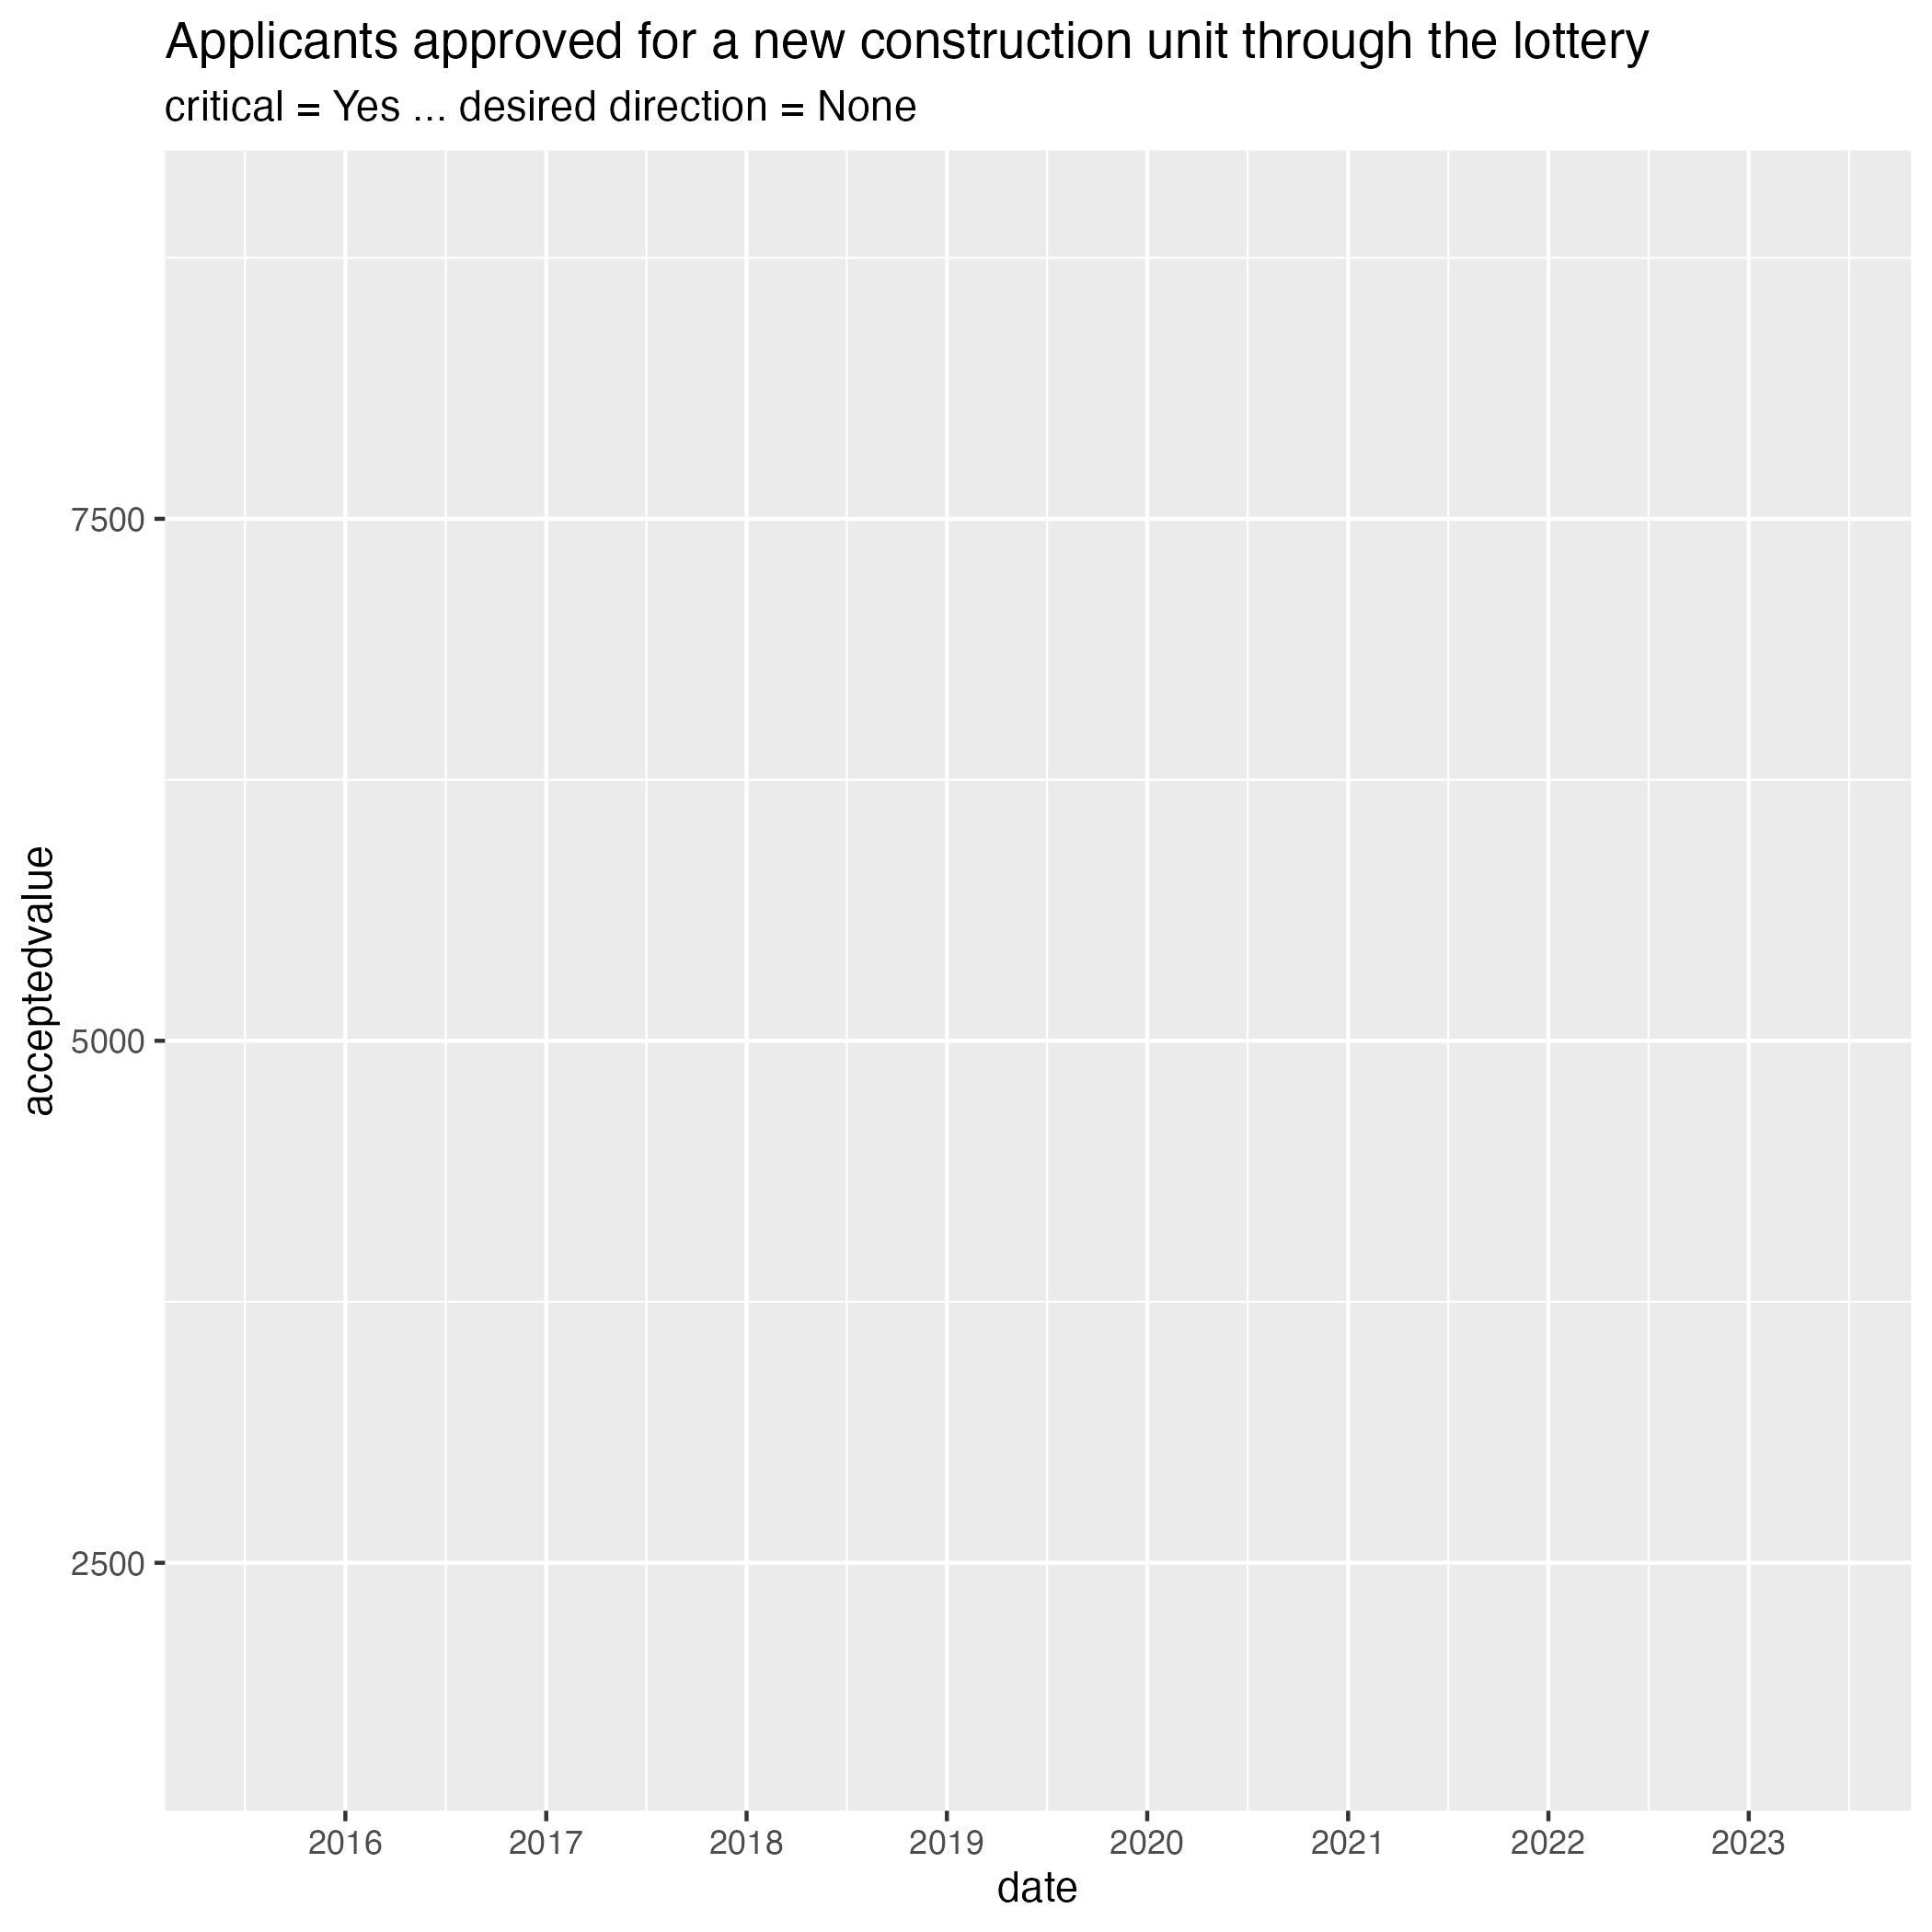 Applicants approved for a new construction unit through the lottery
critical = Yes ... desired direction = None
acceptedvalue
7500
5000
2500
2016 2017 2018 2019 2020 2021 2022 2023
date